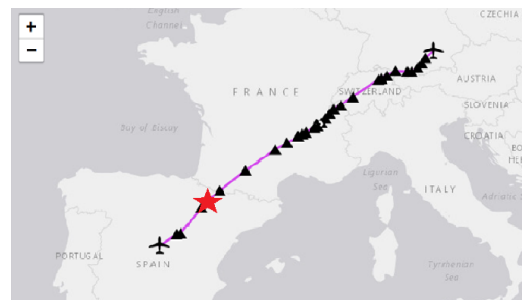 +
−
English
Channel
CZECHIA
FRANCE
AUSTRIA
SWITZERLAND
SLOVENIA
CROATIA
Bay of Biscay
Ligurian
Sea
ITALY
Adriatic
PORTUGAL
SPAIN
Tyrrhenian
Sea